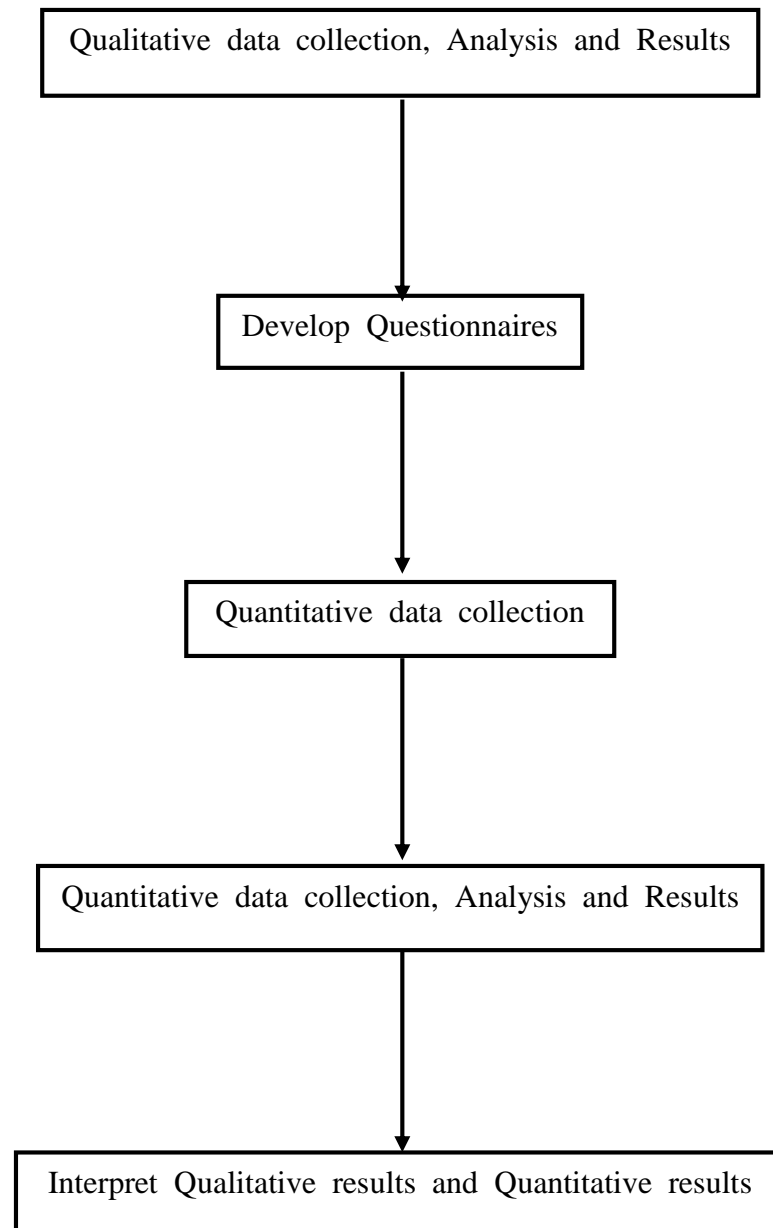 Qualitative data collection, Analysis and Results
Develop Questionnaires
Quantitative data collection
Quantitative data collection, Analysis and Results
Interpret Qualitative results and Quantitative results